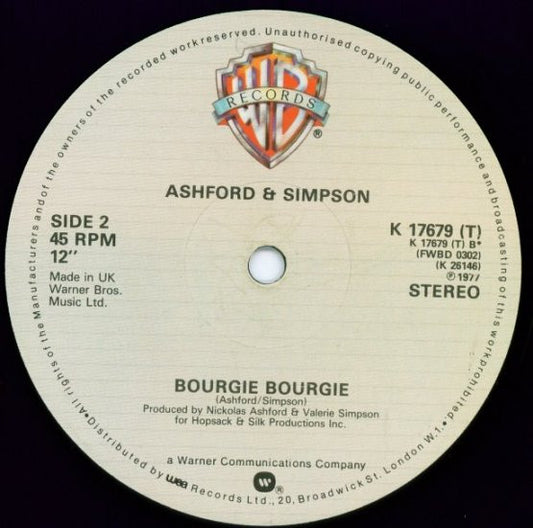 All rights of the Manufacturers and of the owners of the recorded work reserved. Unauthorised copying public performance and broadcasting of this work prohibited.
WB
RECORDS
®
ASHFORD & SIMPSON
SIDE 2
45 RPM
12"
Made in UK
Warner Bros.
Music Ltd.
K 17679 (T)
K 17679 (T) B*
(FWBD 0302)
(K 26146)
℗ 1977
STEREO
BOURGIE BOURGIE
(Ashford/Simpson)
Produced by Nickolas Ashford & Valerie Simpson
for Hopsack & Silk Productions Inc.
a Warner Communications Company
®
•Distributed by wea Records Ltd., 20, Broadwick St. London W.1.•